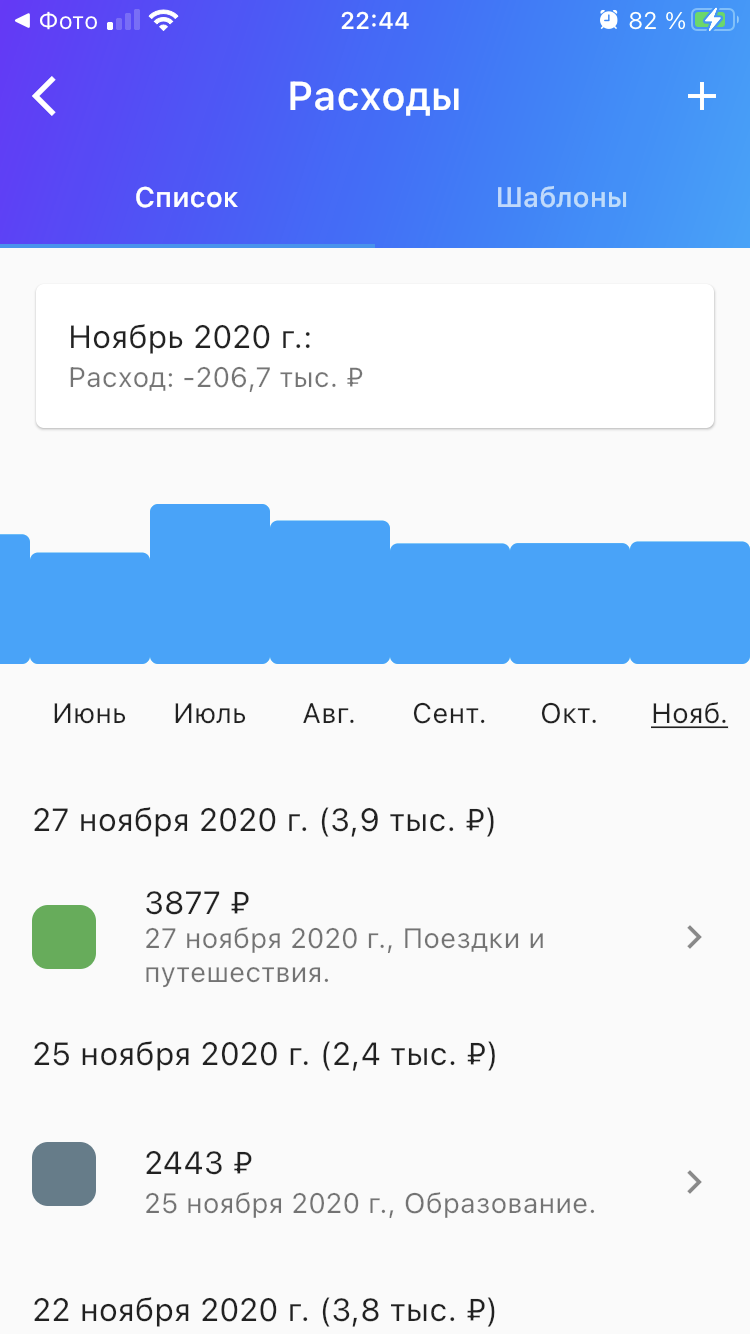 Фото
22:44
82 %
Расходы
Список
Шаблоны
Ноябрь 2020 г.:
Расход: -206,7 тыс. ₽
Июнь
Июль
Авг.
Сент.
Окт.
Нояб.
27 ноября 2020 г. (3,9 тыс. ₽)
3877 ₽
27 ноября 2020 г., Поездки и
путешествия.
25 ноября 2020 г. (2,4 тыс. ₽)
2443 ₽
25 ноября 2020 г., Образование.
22 ноября 2020 г. (3,8 тыс. ₽)